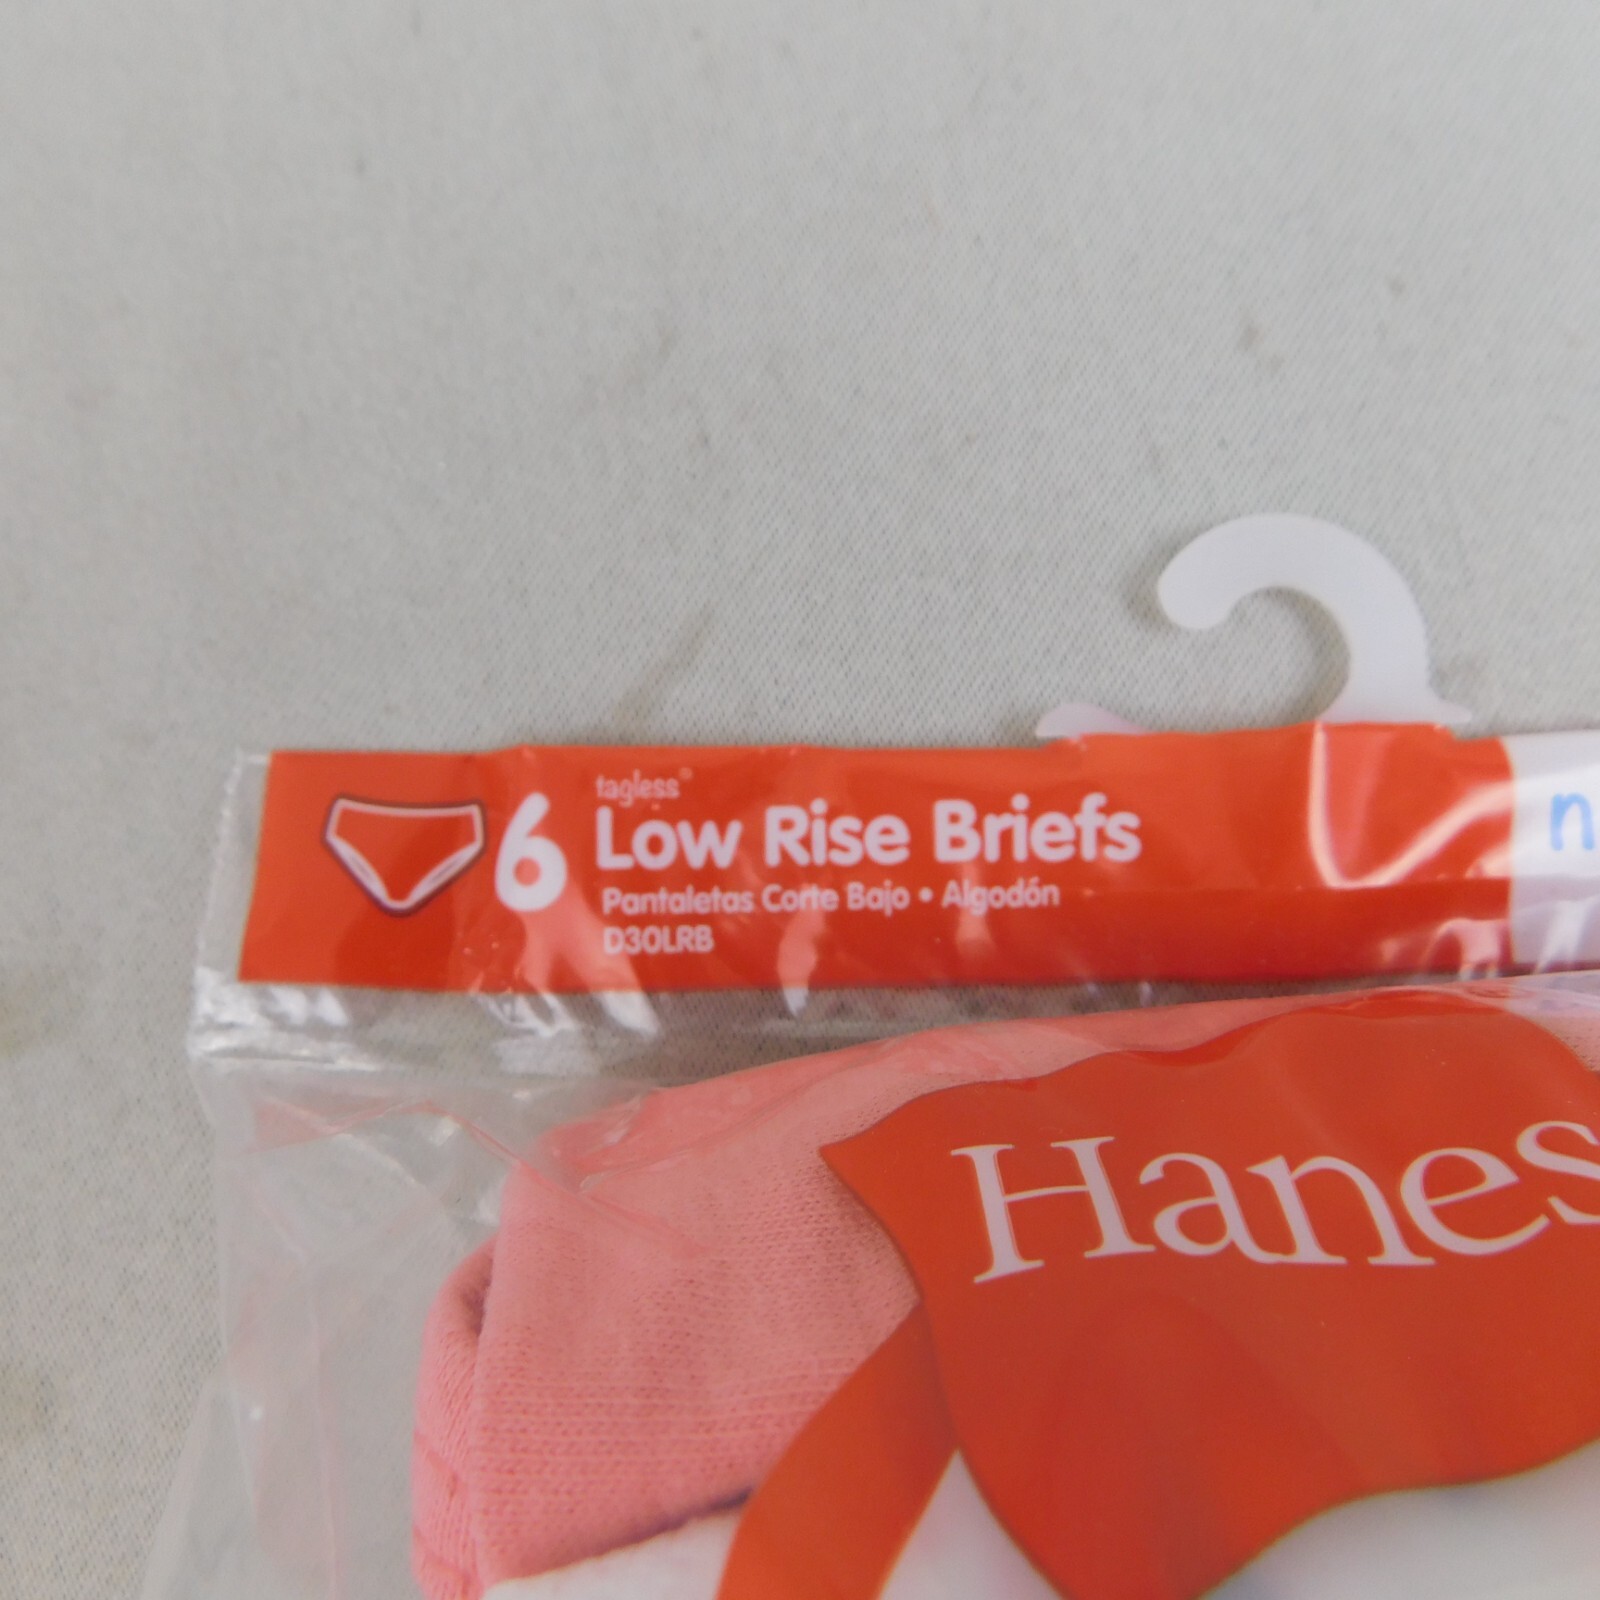 6
tagless®
Low Rise Briefs
Pantaletas Corte Bajo • Algodón
D30LRB
n
Hanes